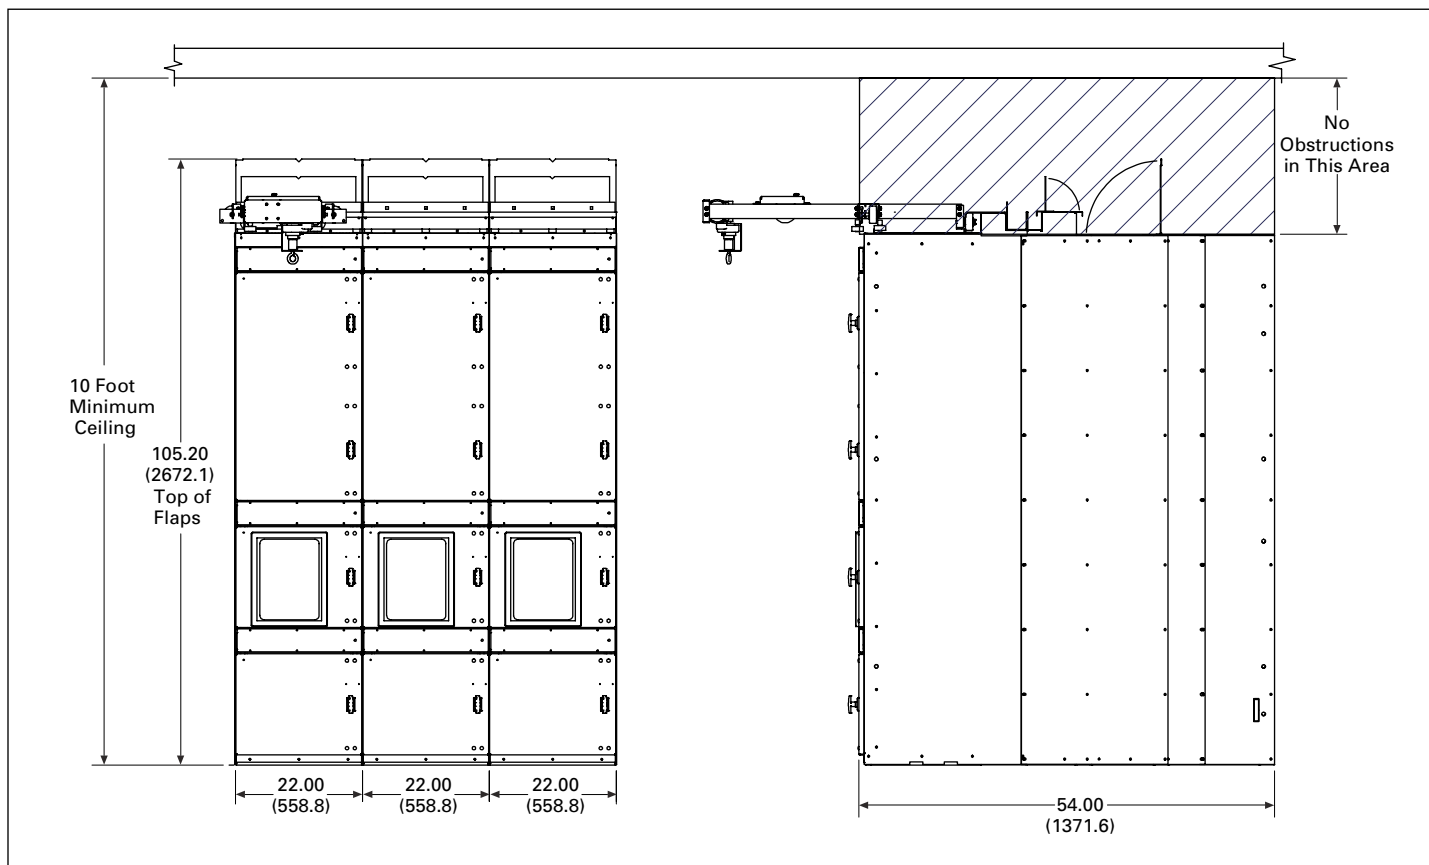 No
Obstructions
in This Area
10 Foot
Minimum
Ceiling
105.20
(2672.1)
Top of
Flaps
22.00
(558.8)
22.00
(558.8)
22.00
(558.8)
54.00
(1371.6)